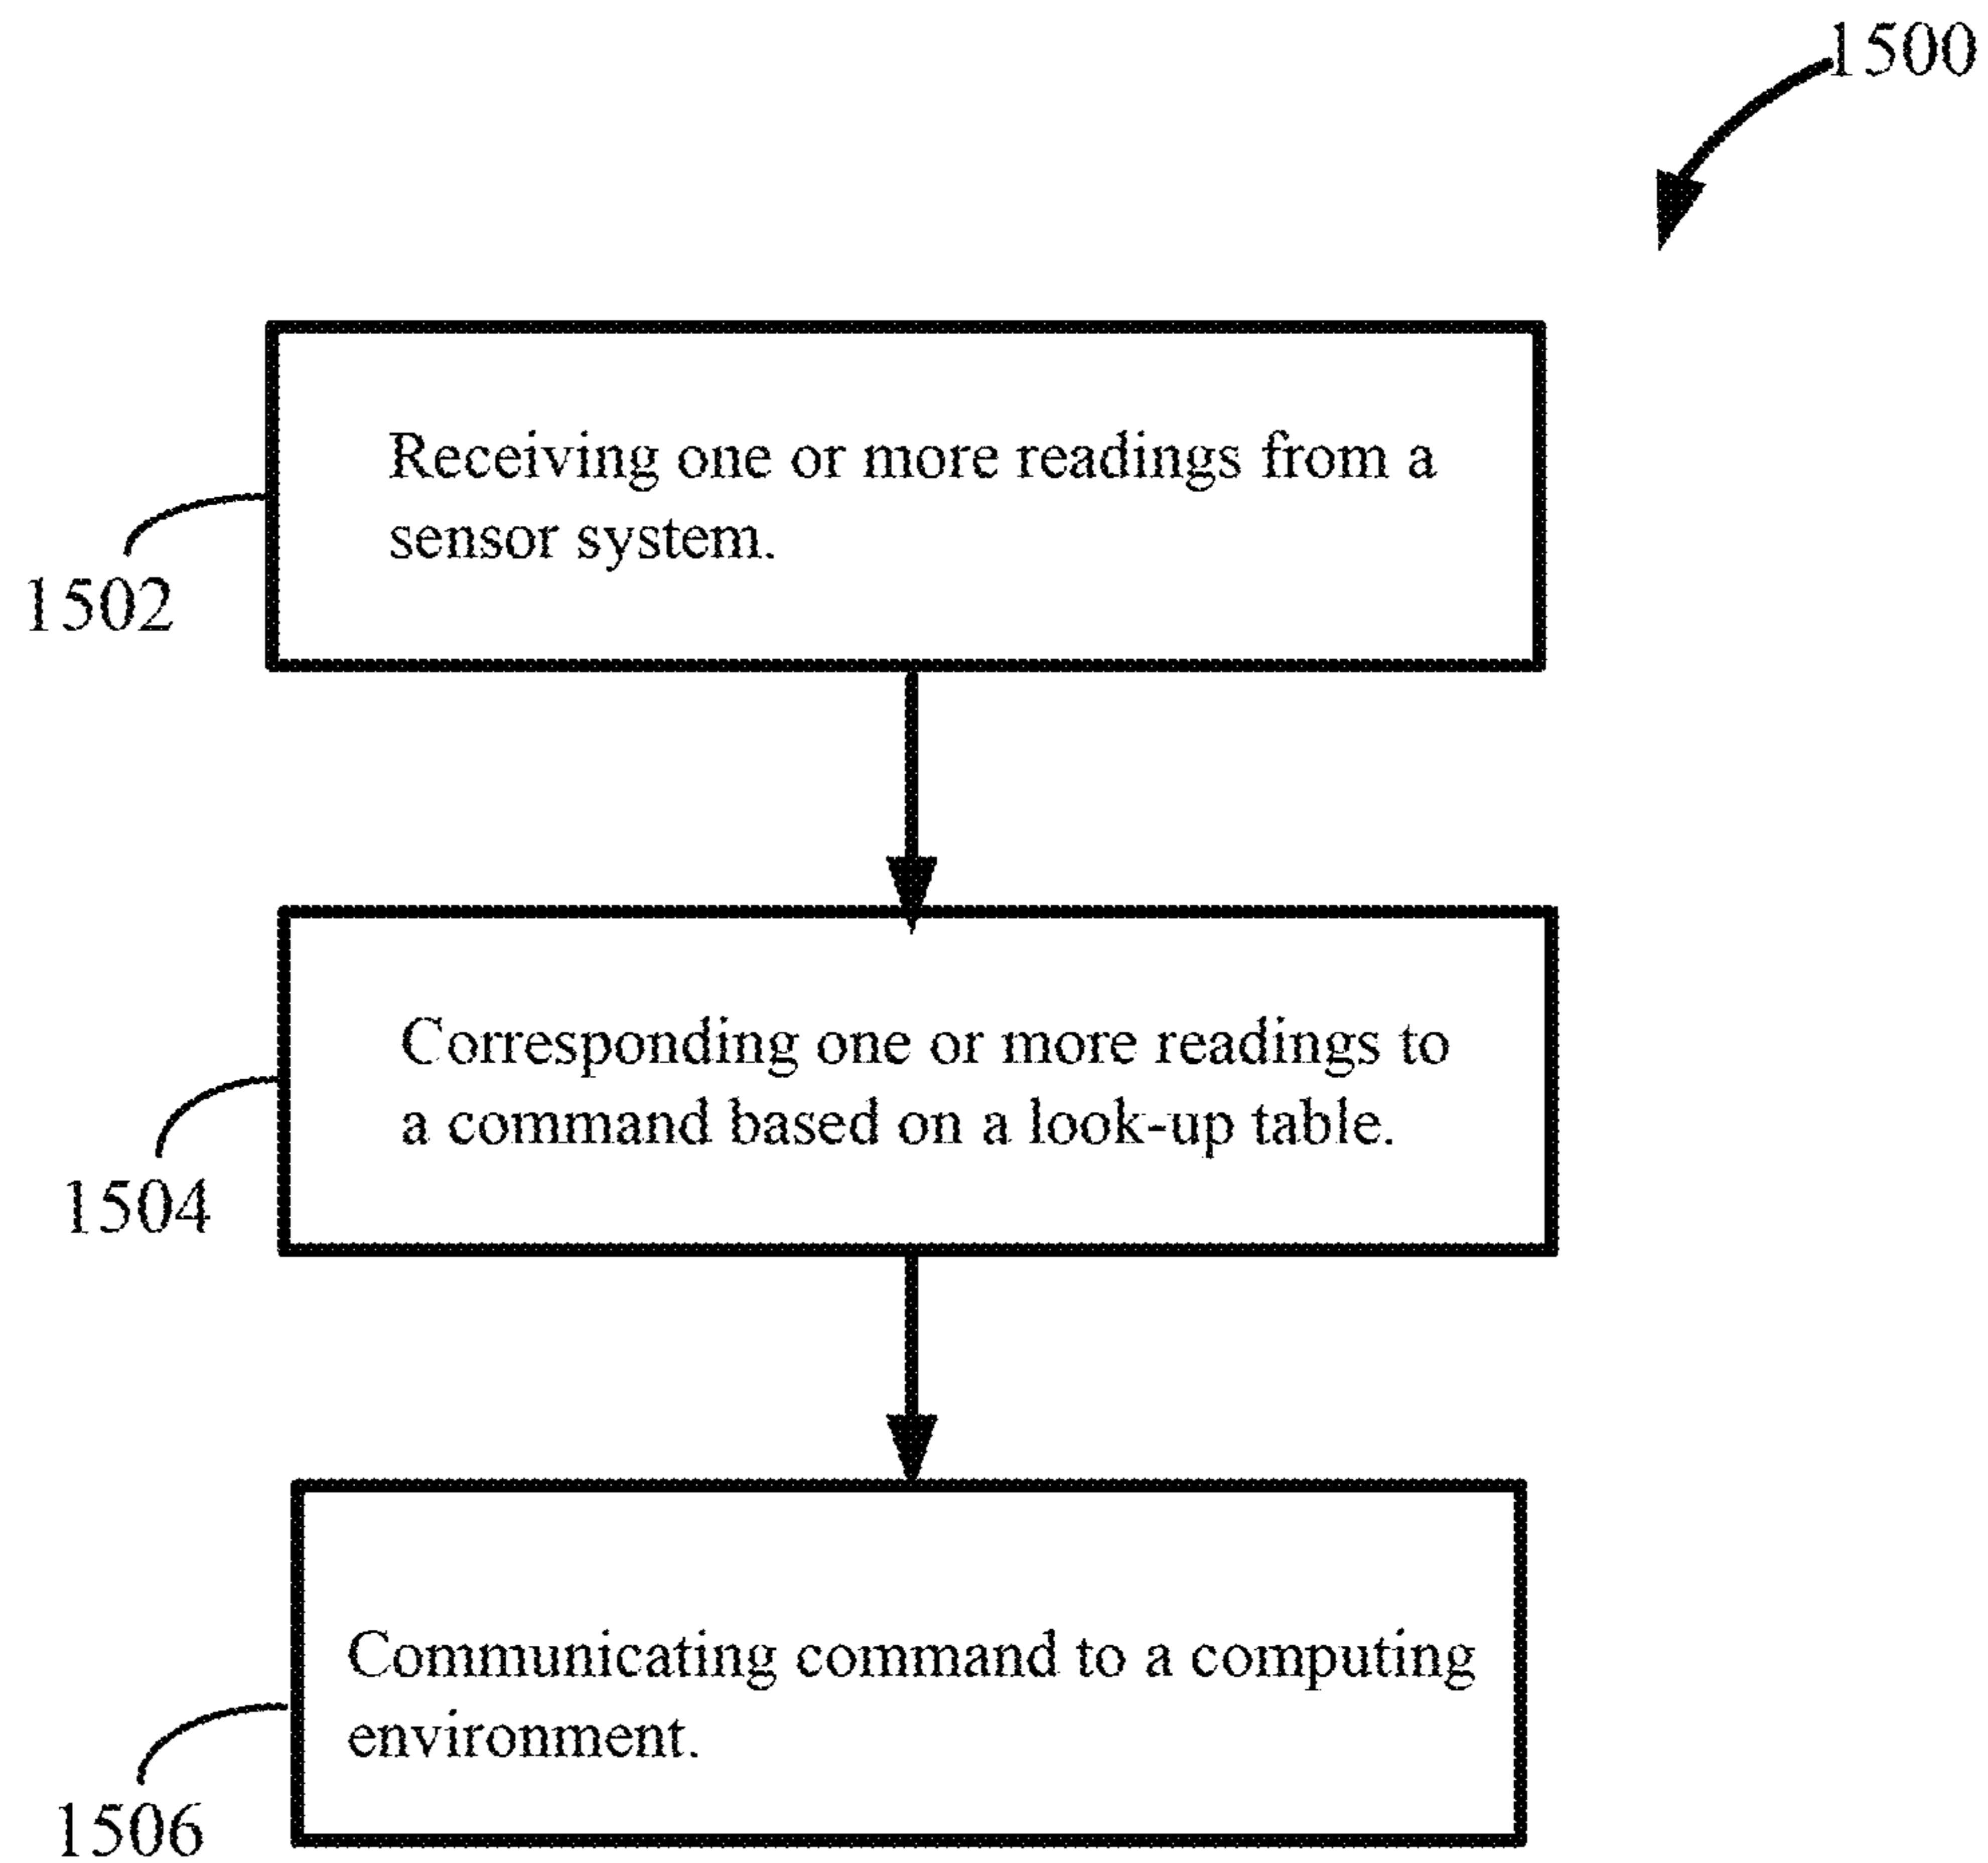 1500
Receiving one or more readings from a
sensor system.
1502
Corresponding one or more readings to
a command based on a look-up table.
1504
Communicating command to a computing
environment.
1506